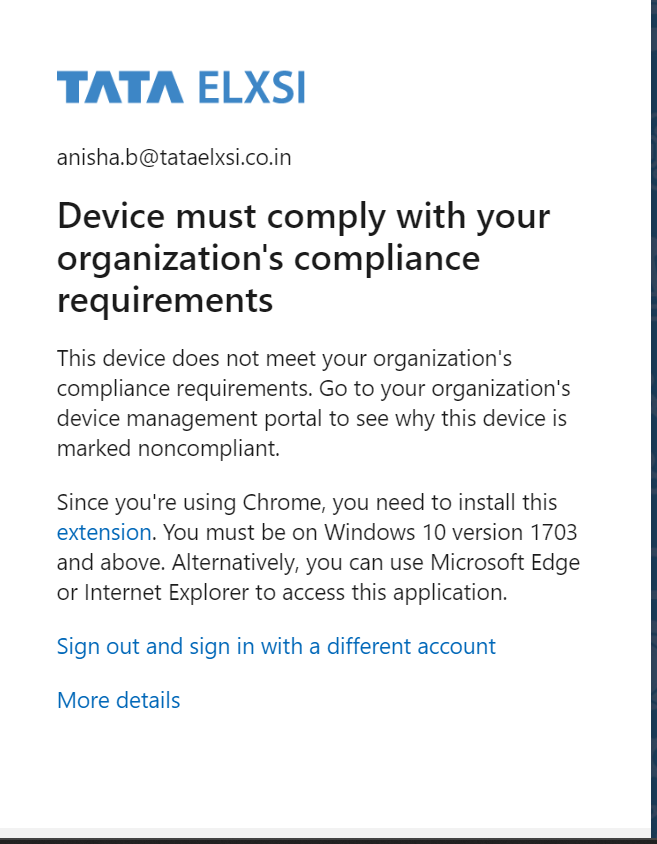 TATA ELXSI
anisha.b@tataelxsi.co.in
Device must comply with your
organization's compliance
requirements
This device does not meet your organization's
compliance requirements. Go to your organization's
device management portal to see why this device is
marked noncompliant.
Since you're using Chrome, you need to install this
extension. You must be on Windows 10 version 1703
and above. Alternatively, you can use Microsoft Edge
or Internet Explorer to access this application.
Sign out and sign in with a different account
More details